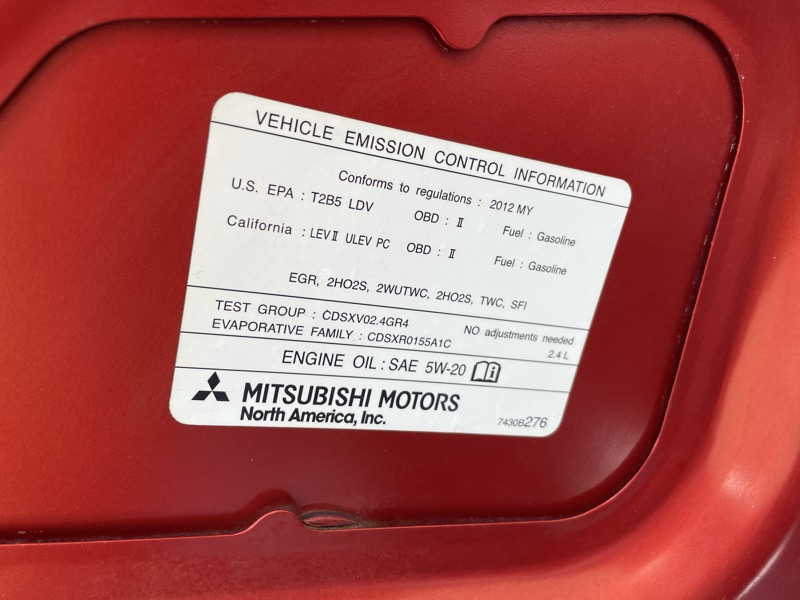 VEHICLE EMISSION CONTROL INFORMATION
Conforms to regulations : 2012 MY
U.S. EPA : T2B5 LDV OBD : II Fuel : Gasoline
California : LEV II ULEV PC OBD : II Fuel : Gasoline
EGR, 2HO2S, 2WUTWC, 2HO2S, TWC, SFI
TEST GROUP : CDSXV02.4GR4 NO adjustments needed
EVAPORATIVE FAMILY : CDSXR0155A1C 2.4 L
ENGINE OIL : SAE 5W-20
MITSUBISHI MOTORS
North America, Inc.
7430B276